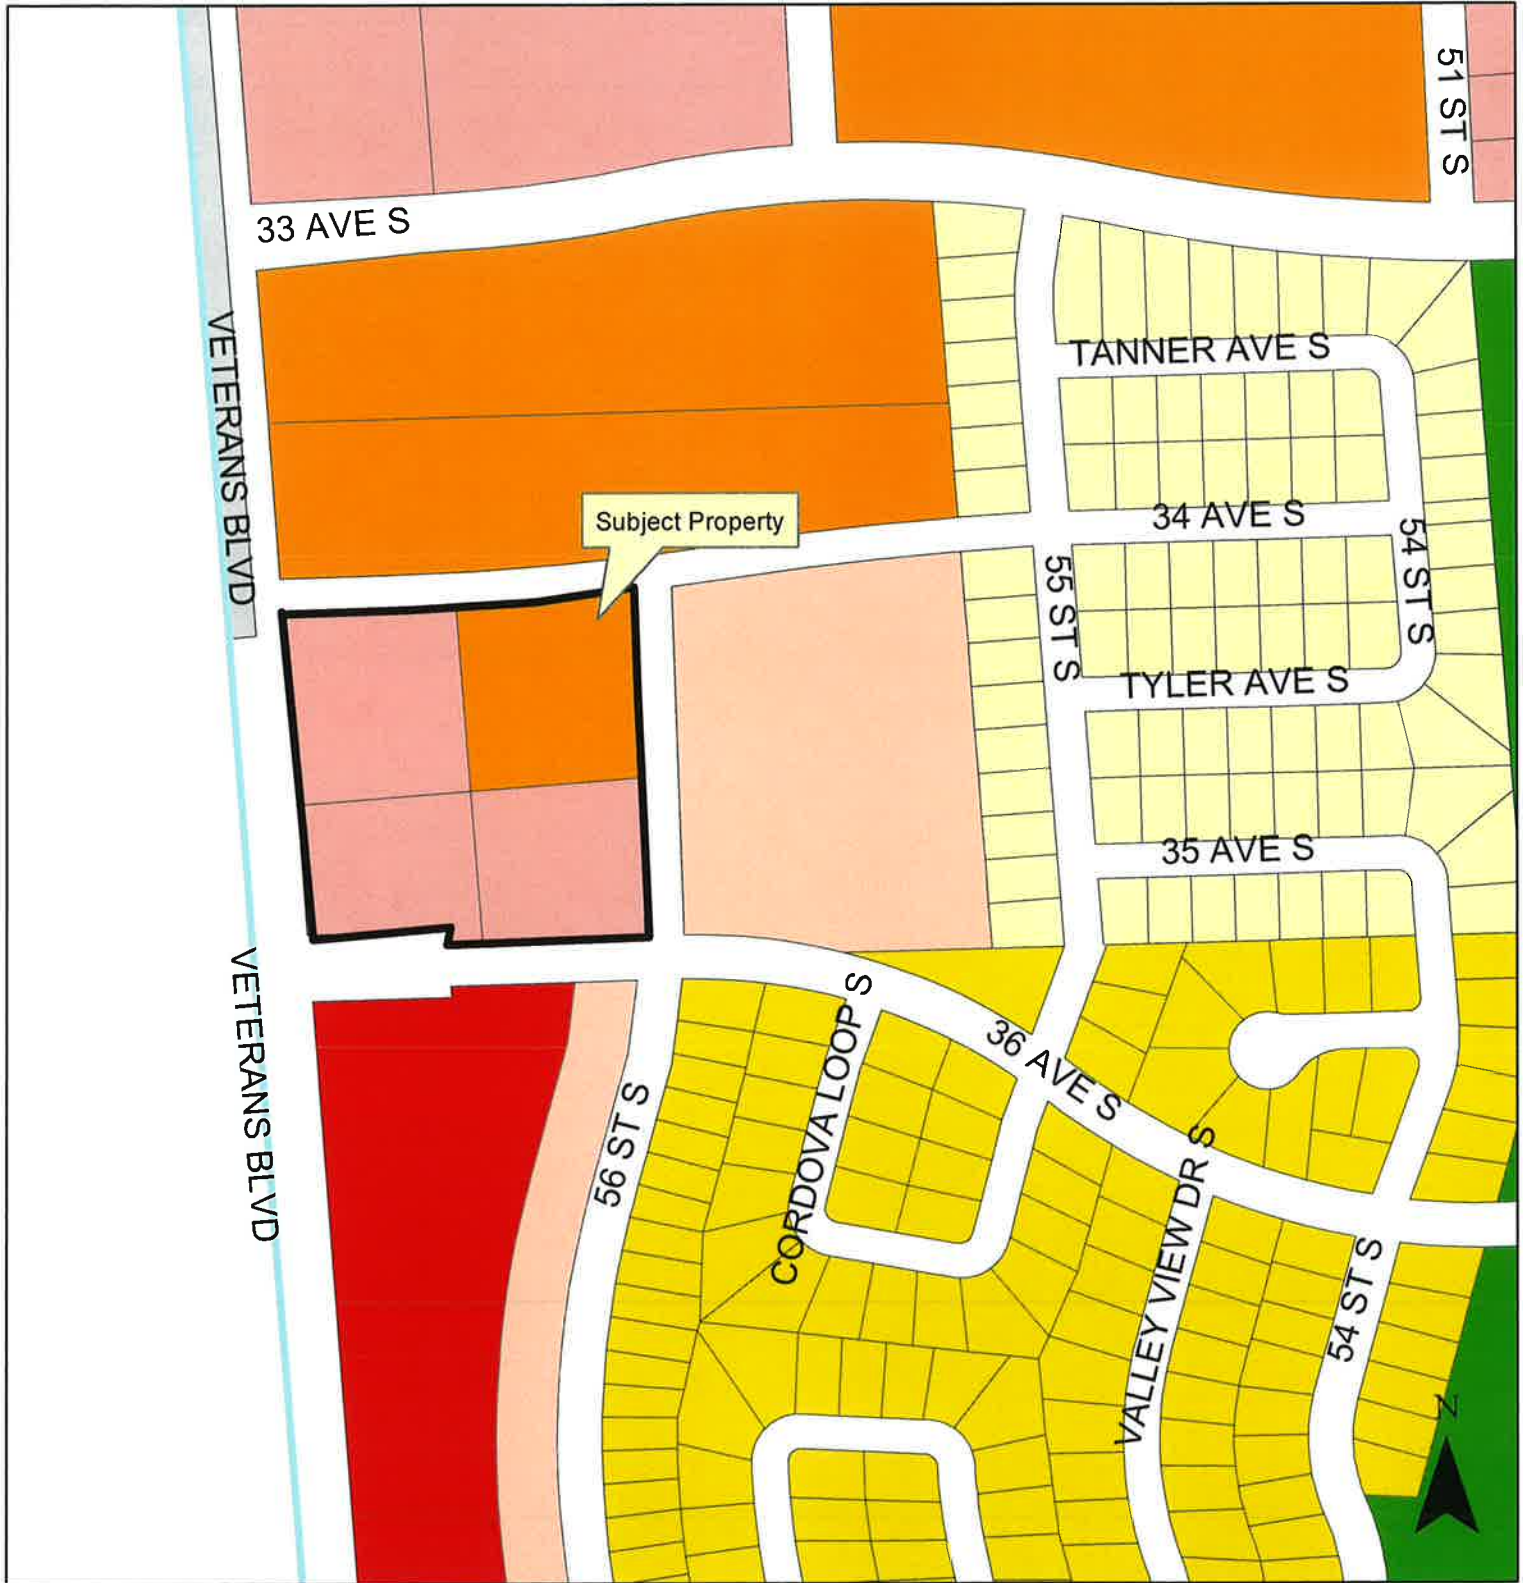 51 ST S
33 AVE S
TANNER AVE S
VETERANS BLVD
Subject Property
34 AVE S
54 ST S
55 ST S
TYLER AVE S
35 AVE S
VETERANS BLVD
CORDOVA LOOP S
36 AVE S
56 ST S
VALLEY VIEW DR S
54 ST S
N